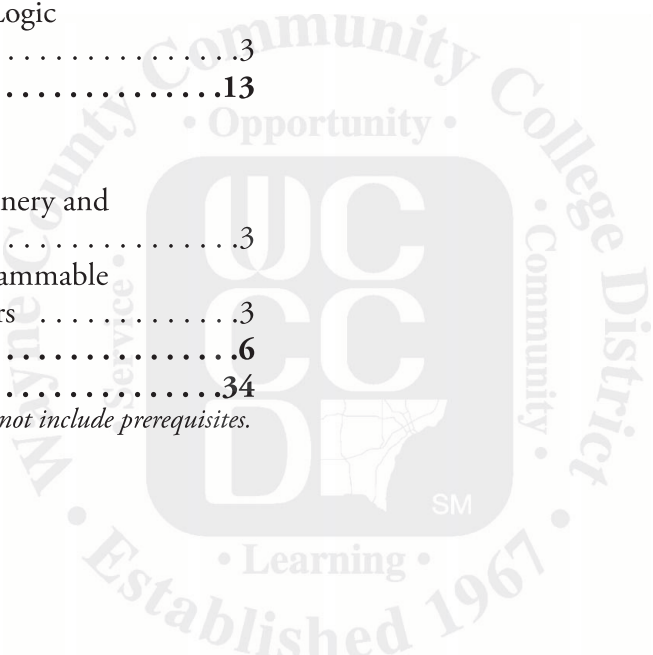 Logic
. . . . . . . . . . . . . . .3
. . . . . . . . . . . . . .13
nery and
. . . . . . . . . . . . . . .3
ammable
rs . . . . . . . . . . . . .3
. . . . . . . . . . . . . . .6
. . . . . . . . . . . . . .34
not include prerequisites.
Wayne County Community College District
• Opportunity •
Service •
• Community •
WC
CC
D
SM
• Learning •
• Established 1967 •